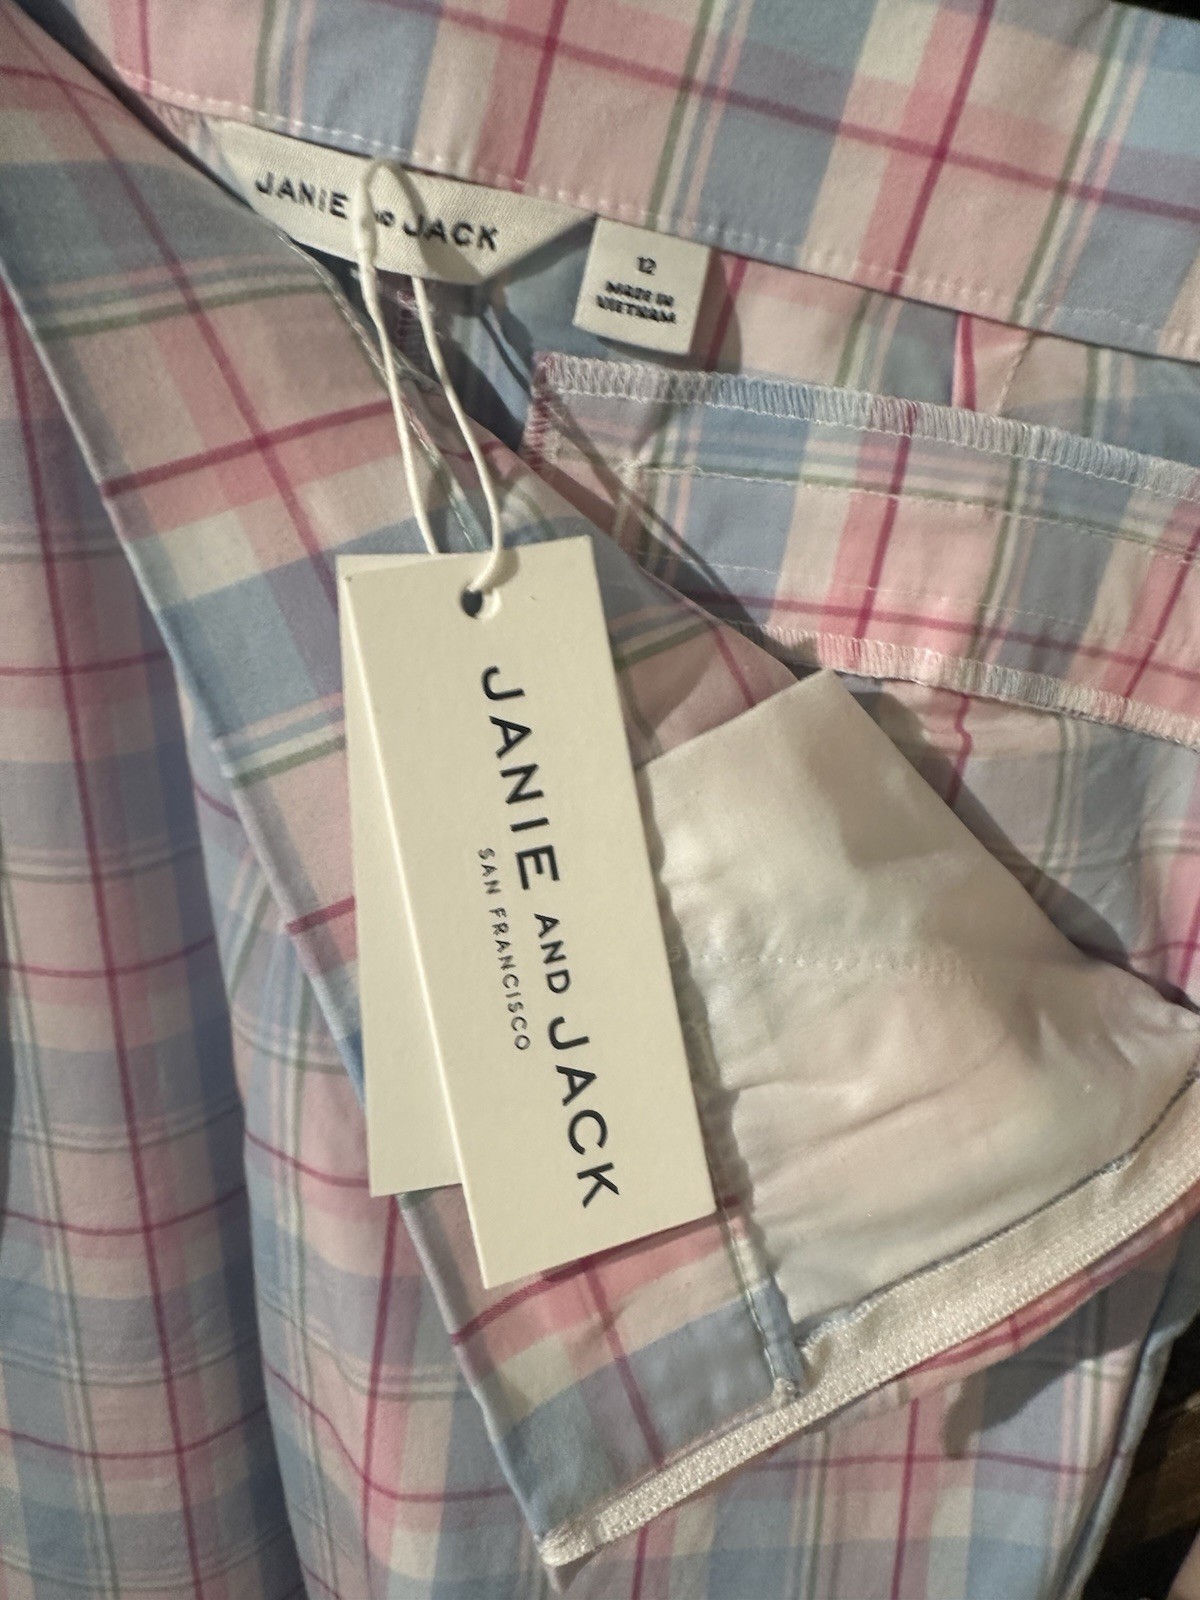 JANIE AND JACK
12
MADE IN
VIETNAM
JANIE AND JACK
SAN FRANCISCO